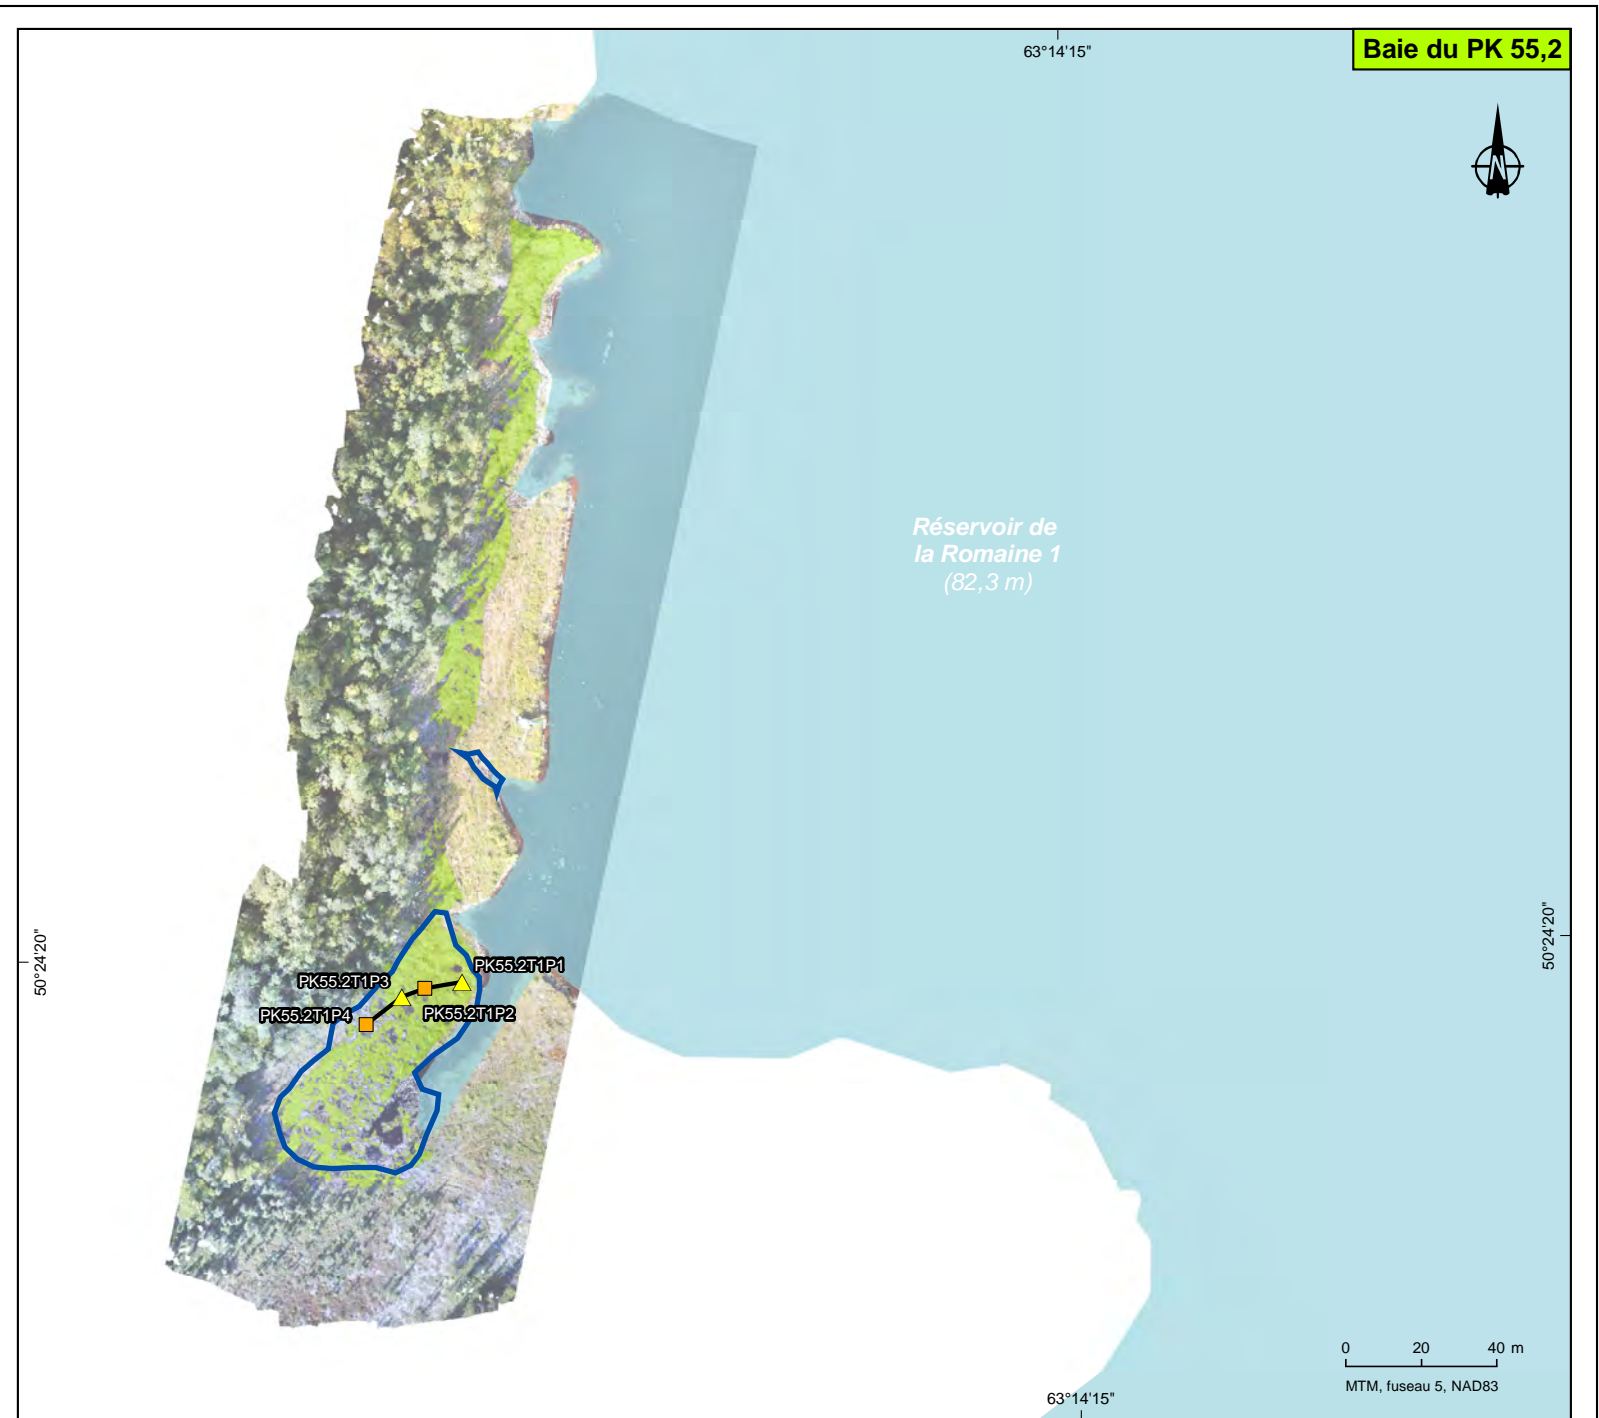 63°14'15"
Baie du PK 55,2
N
Réservoir de
la Romaine 1
(82,3 m)
50°24'20"
50°24'20"
PK55.2T1P1
PK55.2T1P3
PK55.2T1P4
PK55.2T1P2
0 20 40 m
MTM, fuseau 5, NAD83
63°14'15"